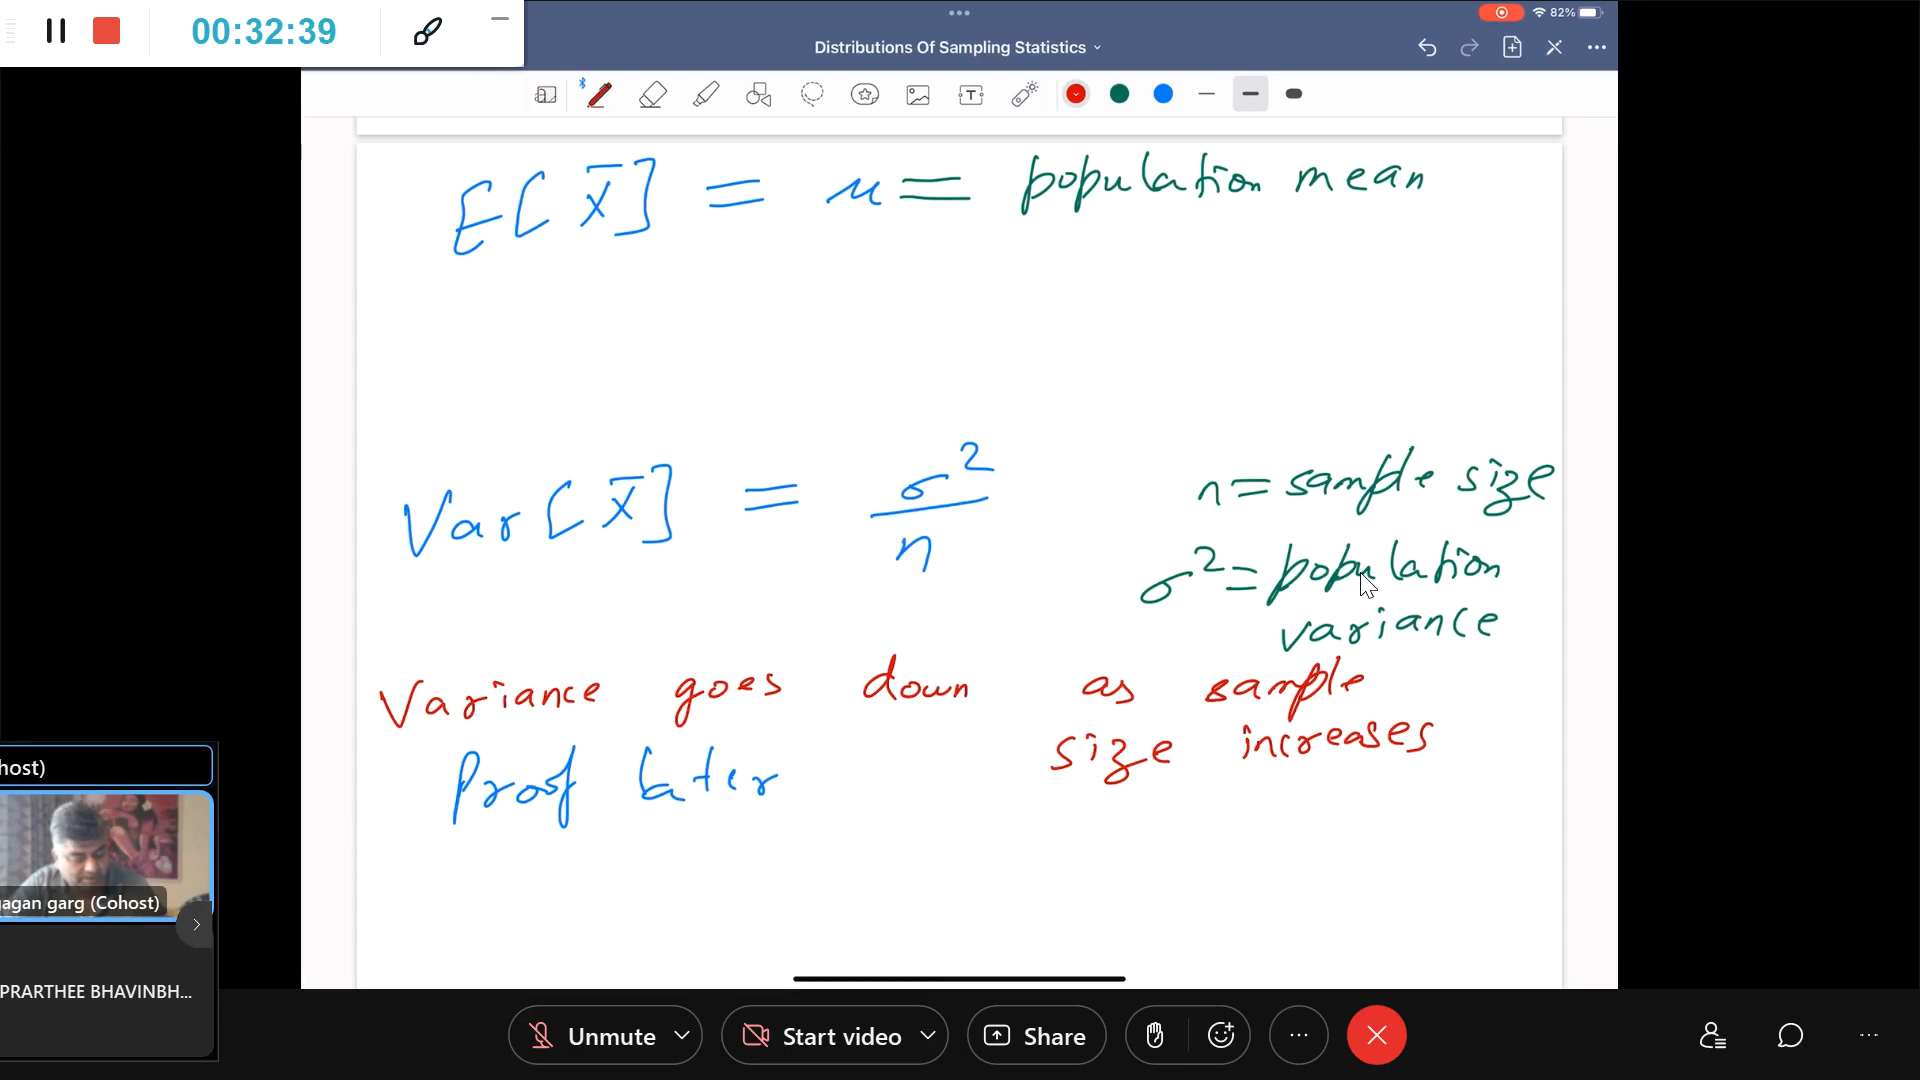 00:32:39
82%
Distributions Of Sampling Statistics
E[X̄] = μ = population mean
Var[X̄] = σ²/n
n = sample size
σ² = population
variance
Variance goes down as sample
size increases
Proof later
host)
agan garg (Cohost)
PRARTHEE BHAVINBH...
Unmute
Start video
Share